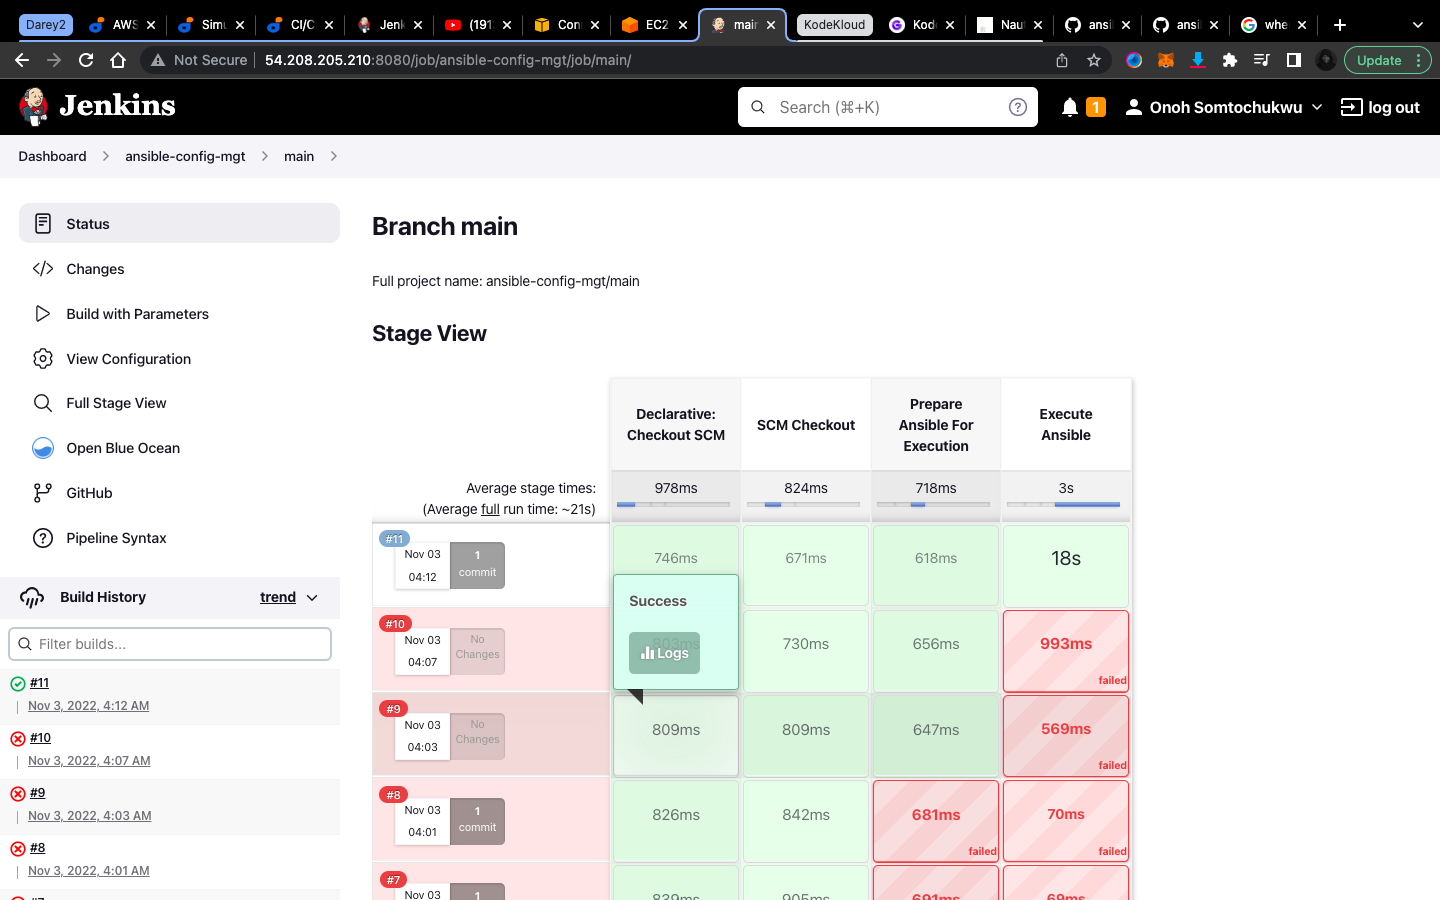 Darey2
AWS
Simu
CI/C
Jenk
(191
Con
EC2
main
KodeKloud
Kod
Nau
ansi
ansi
whe
Not Secure
54.208.205.210:8080/job/ansible-config-mgt/job/main/
Update
Jenkins
Search (⌘+K)
?
1
Onoh Somtochukwu
log out
Dashboard
ansible-config-mgt
main
Status
Changes
Build with Parameters
View Configuration
Full Stage View
Open Blue Ocean
GitHub
Pipeline Syntax
Build History
trend
Filter builds...
#11
Nov 3, 2022, 4:12 AM
#10
Nov 3, 2022, 4:07 AM
#9
Nov 3, 2022, 4:03 AM
#8
Nov 3, 2022, 4:01 AM
Branch main
Full project name: ansible-config-mgt/main
Stage View
Declarative:
Checkout SCM
SCM Checkout
Prepare
Ansible For
Execution
Execute
Ansible
Average stage times:
(Average full run time: ~21s)
978ms
824ms
718ms
3s
#11
Nov 03
04:12
1
commit
746ms
671ms
618ms
18s
Success
Logs
#10
Nov 03
04:07
No
Changes
803ms
730ms
656ms
993ms
failed
#9
Nov 03
04:03
No
Changes
809ms
809ms
647ms
569ms
failed
#8
Nov 03
04:01
1
commit
826ms
842ms
681ms
failed
70ms
failed
#7
Nov 03
1
839ms
905ms
691ms
69ms